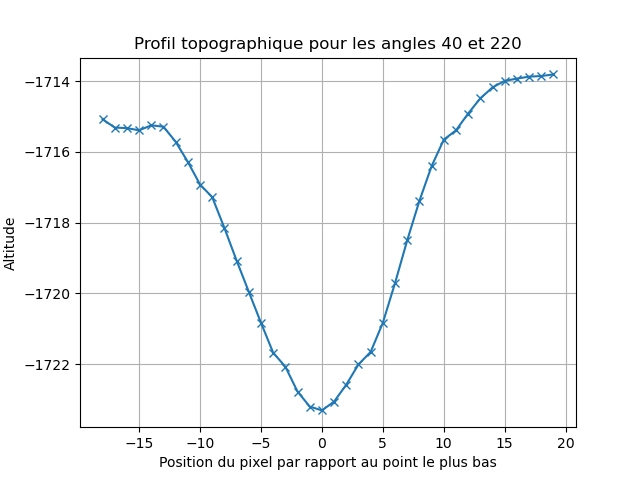 Profil topographique pour les angles 40 et 220
−1714
−1716
−1718
−1720
−1722
Altitude
−15 −10 −5 0 5 10 15 20
Position du pixel par rapport au point le plus bas